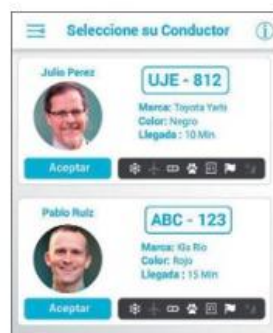 Seleccione su Conductor
Julio Perez
UJE - 812
Marca: Toyota Yaris
Color: Negro
Llegada : 10 Min
Aceptar
Pablo Ruiz
ABC - 123
Marca: Kia Rio
Color: Rojo
Llegada : 15 Min
Aceptar